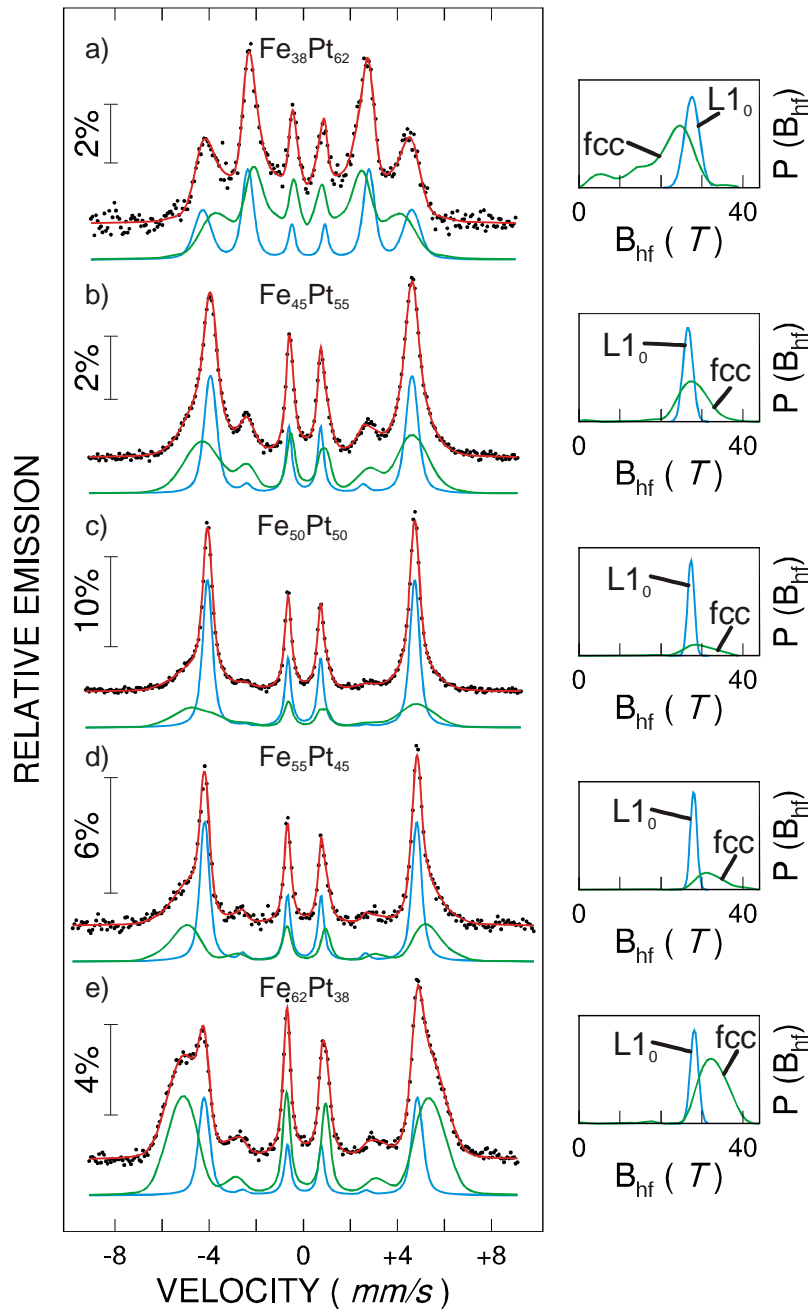 RELATIVE EMISSION
a) Fe38Pt62
2%
b) Fe45Pt55
2%
c) Fe50Pt50
10%
d) Fe55Pt45
6%
e) Fe62Pt38
4%
-8 -4 0 +4 +8
VELOCITY ( mm/s )
fcc L10
P (Bhf)
0 40
Bhf ( T )
L10 fcc
P (Bhf)
0 40
Bhf ( T )
L10 fcc
P (Bhf)
0 40
Bhf ( T )
L10 fcc
P (Bhf)
0 40
Bhf ( T )
L10 fcc
P (Bhf)
0 40
Bhf ( T )